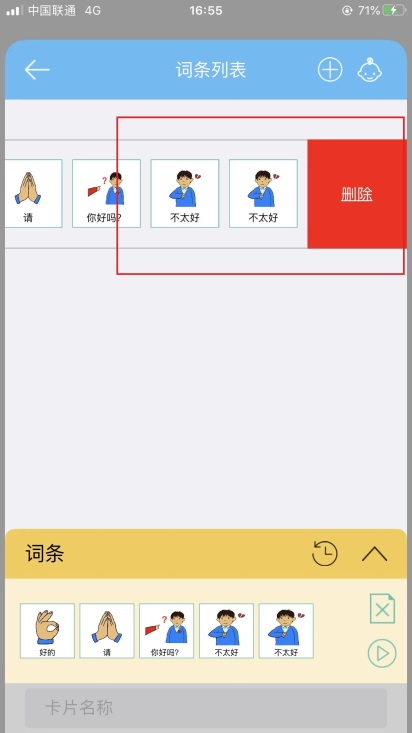 中国联通 4G 16:55 71%
词条列表
请 你好吗? 不太好 不太好
删除
词条
好的 请 你好吗? 不太好 不太好
卡片名称